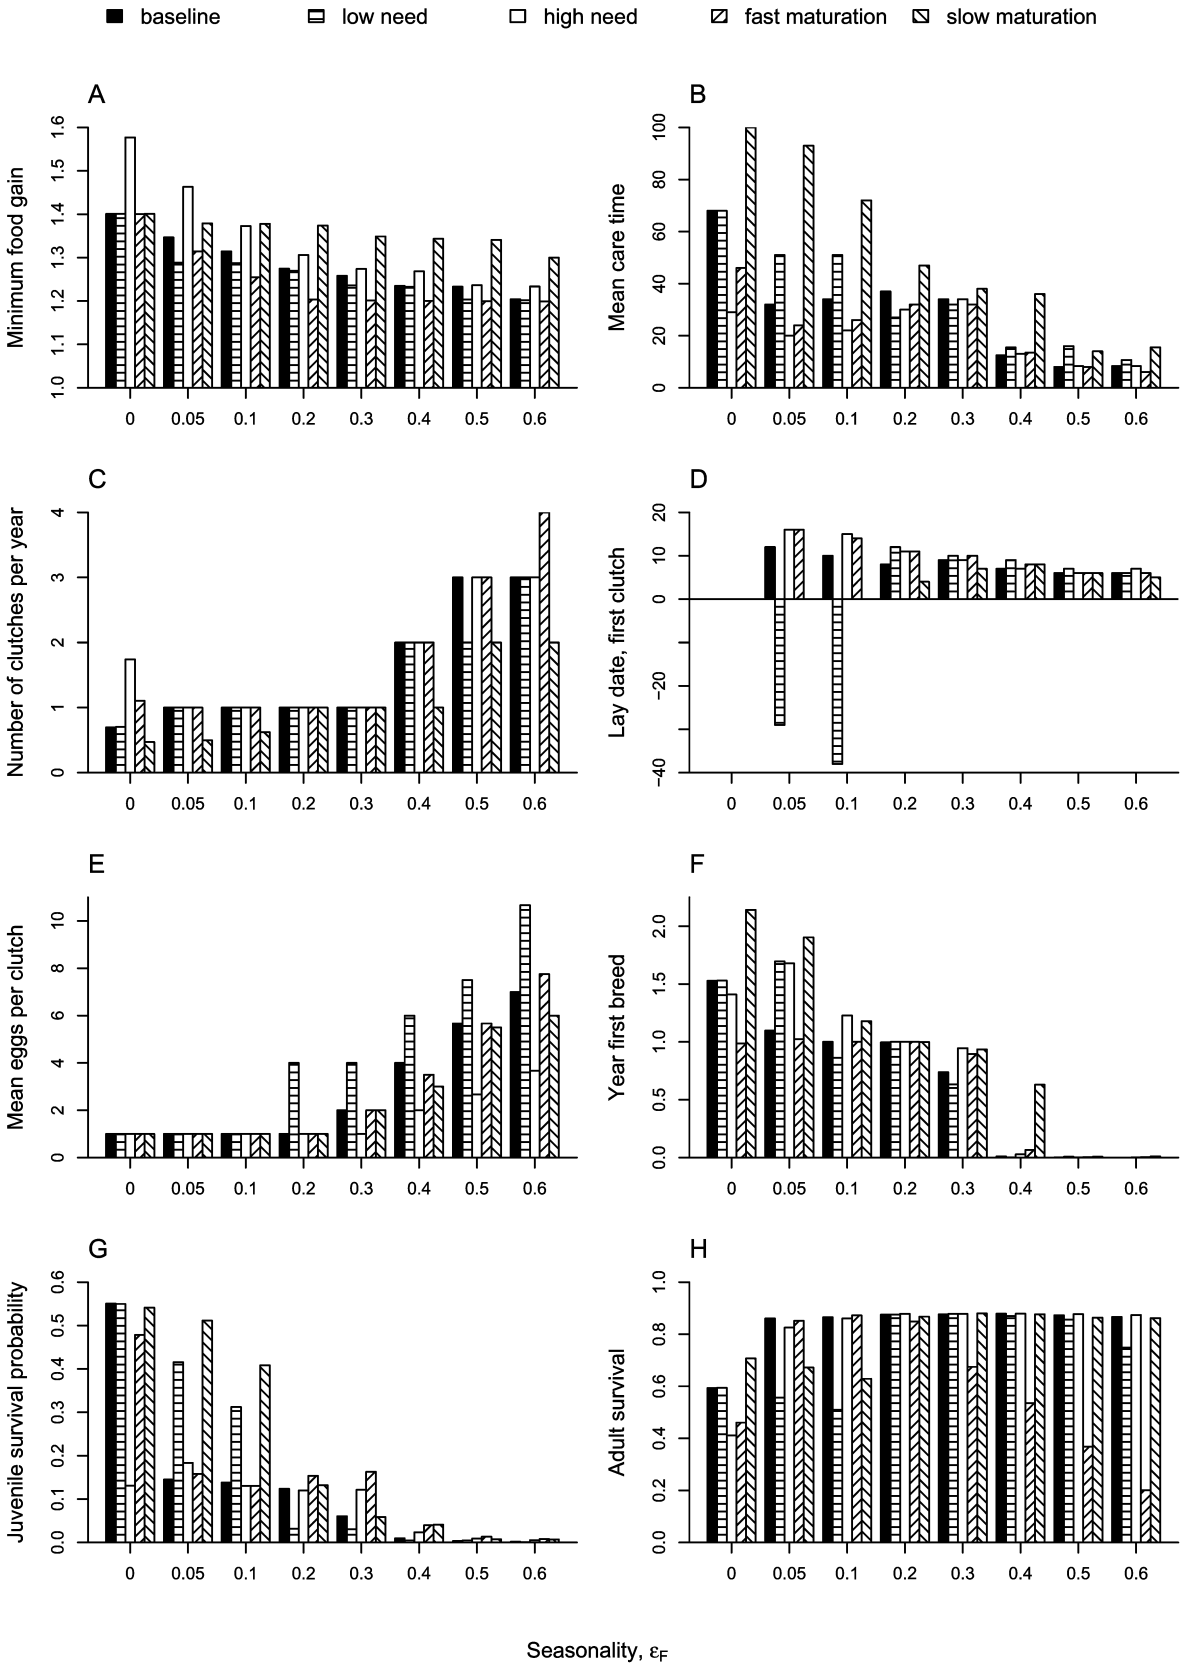 baseline low need high need fast maturation slow maturation
A
Minimum food gain
1.0 1.1 1.2 1.3 1.4 1.5 1.6
0 0.05 0.1 0.2 0.3 0.4 0.5 0.6
B
Mean care time
0 20 40 60 80 100
0 0.05 0.1 0.2 0.3 0.4 0.5 0.6
C
Number of clutches per year
0 1 2 3 4
0 0.05 0.1 0.2 0.3 0.4 0.5 0.6
D
Lay date, first clutch
−40 −20 0 10 20
0 0.05 0.1 0.2 0.3 0.4 0.5 0.6
E
Mean eggs per clutch
0 2 4 6 8 10
0 0.05 0.1 0.2 0.3 0.4 0.5 0.6
F
Year first breed
0.0 0.5 1.0 1.5 2.0
0 0.05 0.1 0.2 0.3 0.4 0.5 0.6
G
Juvenile survival probability
0.0 0.1 0.2 0.3 0.4 0.5 0.6
0 0.05 0.1 0.2 0.3 0.4 0.5 0.6
H
Adult survival
0.0 0.2 0.4 0.6 0.8 1.0
0 0.05 0.1 0.2 0.3 0.4 0.5 0.6
Seasonality, εF